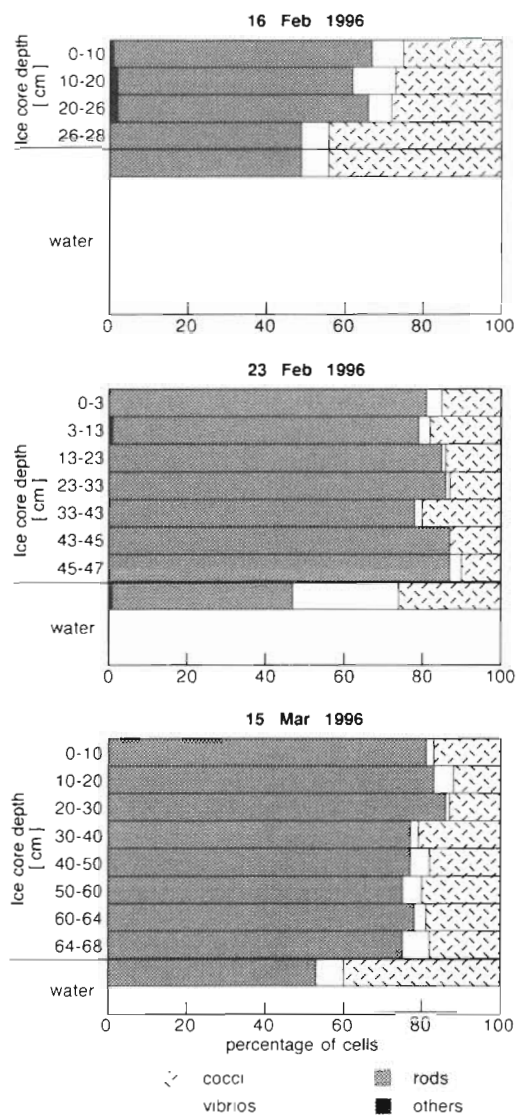 16 Feb 1996
Ice core depth
[ cm ]
0-10
10-20
20-26
26-28
water
0 20 40 60 80 100
23 Feb 1996
Ice core depth
[ cm ]
0-3
3-13
13-23
23-33
33-43
43-45
45-47
water
0 20 40 60 80 100
15 Mar 1996
Ice core depth
[ cm ]
0-10
10-20
20-30
30-40
40-50
50-60
60-64
64-68
water
0 20 40 60 80 100
percentage of cells
cocci rods
vibrios others